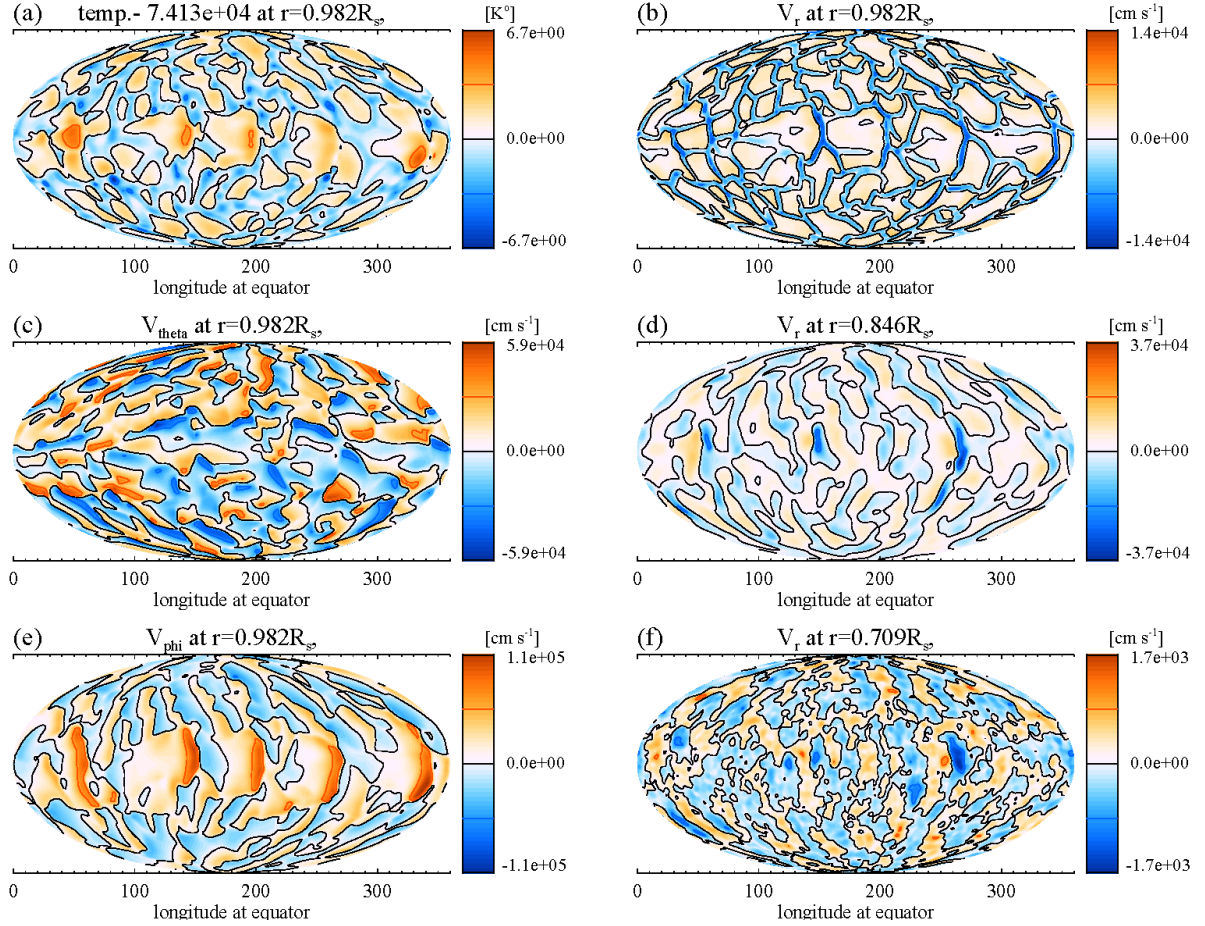 (a) temp.- 7.413e+04 at r=0.982Rs, [K°]
6.7e+00
0.0e+00
-6.7e+00
0 100 200 300
longitude at equator
(b) Vr at r=0.982Rs, [cm s-1]
1.4e+04
0.0e+00
-1.4e+04
0 100 200 300
longitude at equator
(c) Vtheta at r=0.982Rs, [cm s-1]
5.9e+04
0.0e+00
-5.9e+04
0 100 200 300
longitude at equator
(d) Vr at r=0.846Rs, [cm s-1]
3.7e+04
0.0e+00
-3.7e+04
0 100 200 300
longitude at equator
(e) Vphi at r=0.982Rs, [cm s-1]
1.1e+05
0.0e+00
-1.1e+05
0 100 200 300
longitude at equator
(f) Vr at r=0.709Rs, [cm s-1]
1.7e+03
0.0e+00
-1.7e+03
0 100 200 300
longitude at equator